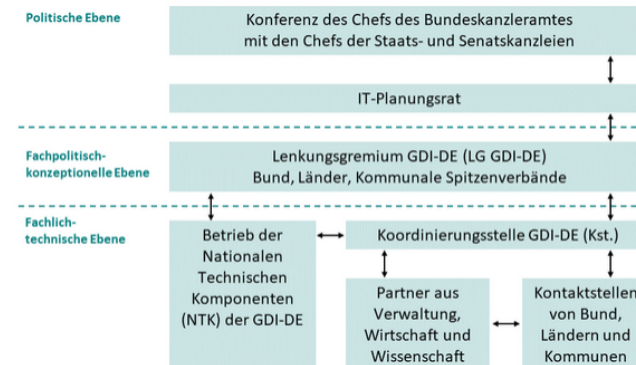 Politische Ebene
Konferenz des Chefs des Bundeskanzleramtes
mit den Chefs der Staats- und Senatskanzleien
IT-Planungsrat
Fachpolitisch-
konzeptionelle Ebene
Lenkungsgremium GDI-DE (LG GDI-DE)
Bund, Länder, Kommunale Spitzenverbände
Fachlich-
technische Ebene
Betrieb der
Nationalen
Technischen
Komponenten
(NTK) der GDI-DE
Koordinierungsstelle GDI-DE (Kst.)
Partner aus
Verwaltung,
Wirtschaft und
Wissenschaft
Kontaktstellen
von Bund,
Ländern und
Kommunen